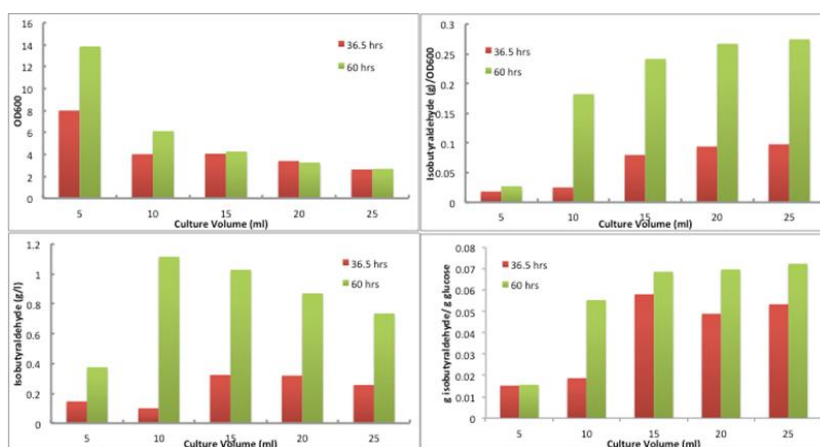 16
14
12
10
8
6
4
2
0
OD600
36.5 hrs
60 hrs
5 10 15 20 25
Culture Volume (ml)
0.3
0.25
0.2
0.15
0.1
0.05
0
Isobutyraldehyde (g)/OD600
36.5 hrs
60 hrs
5 10 15 20 25
Culture Volume (ml)
1.2
1
0.8
0.6
0.4
0.2
0
Isobutyraldehyde (g/l)
36.5 hrs
60 hrs
5 10 15 20 25
Culture Volume (ml)
0.08
0.07
0.06
0.05
0.04
0.03
0.02
0.01
0
g isobutyraldehyde/ g glucose
36.5 hrs
60 hrs
5 10 15 20 25
Culture Volume (ml)